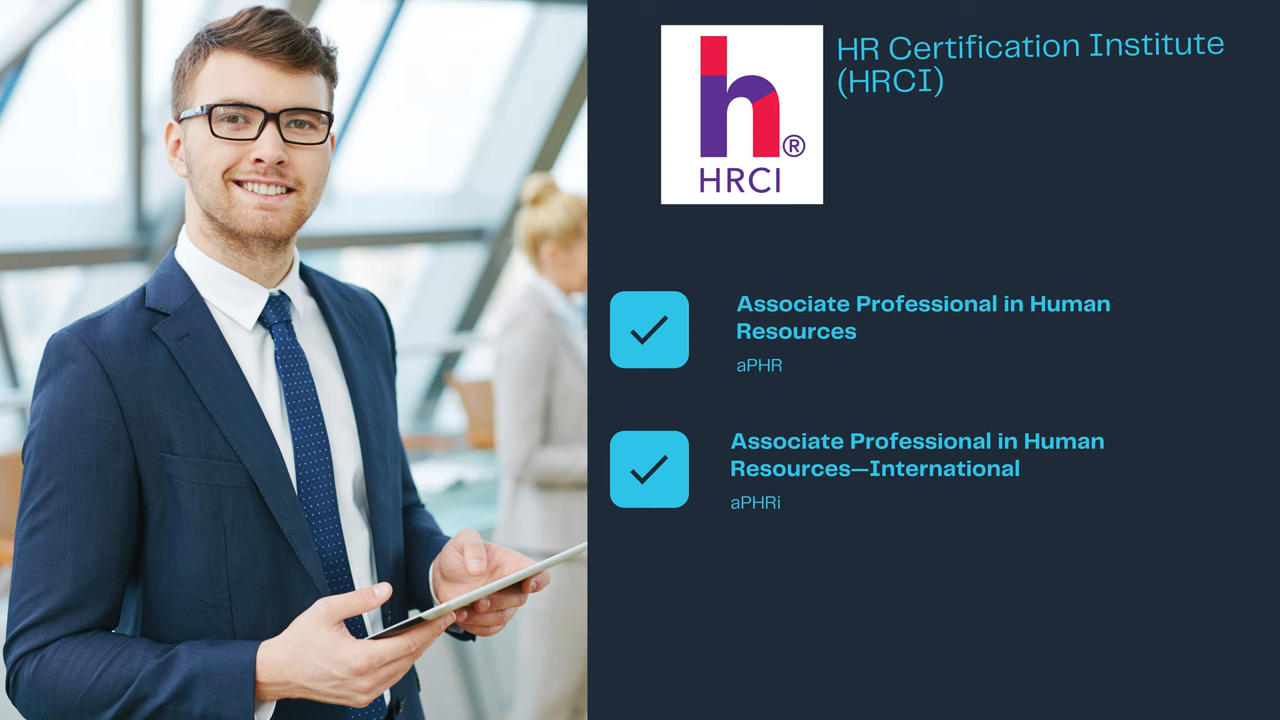 h®
HRCI
HR Certification Institute
(HRCI)
Associate Professional in Human
Resources
aPHR
Associate Professional in Human
Resources—International
aPHRi